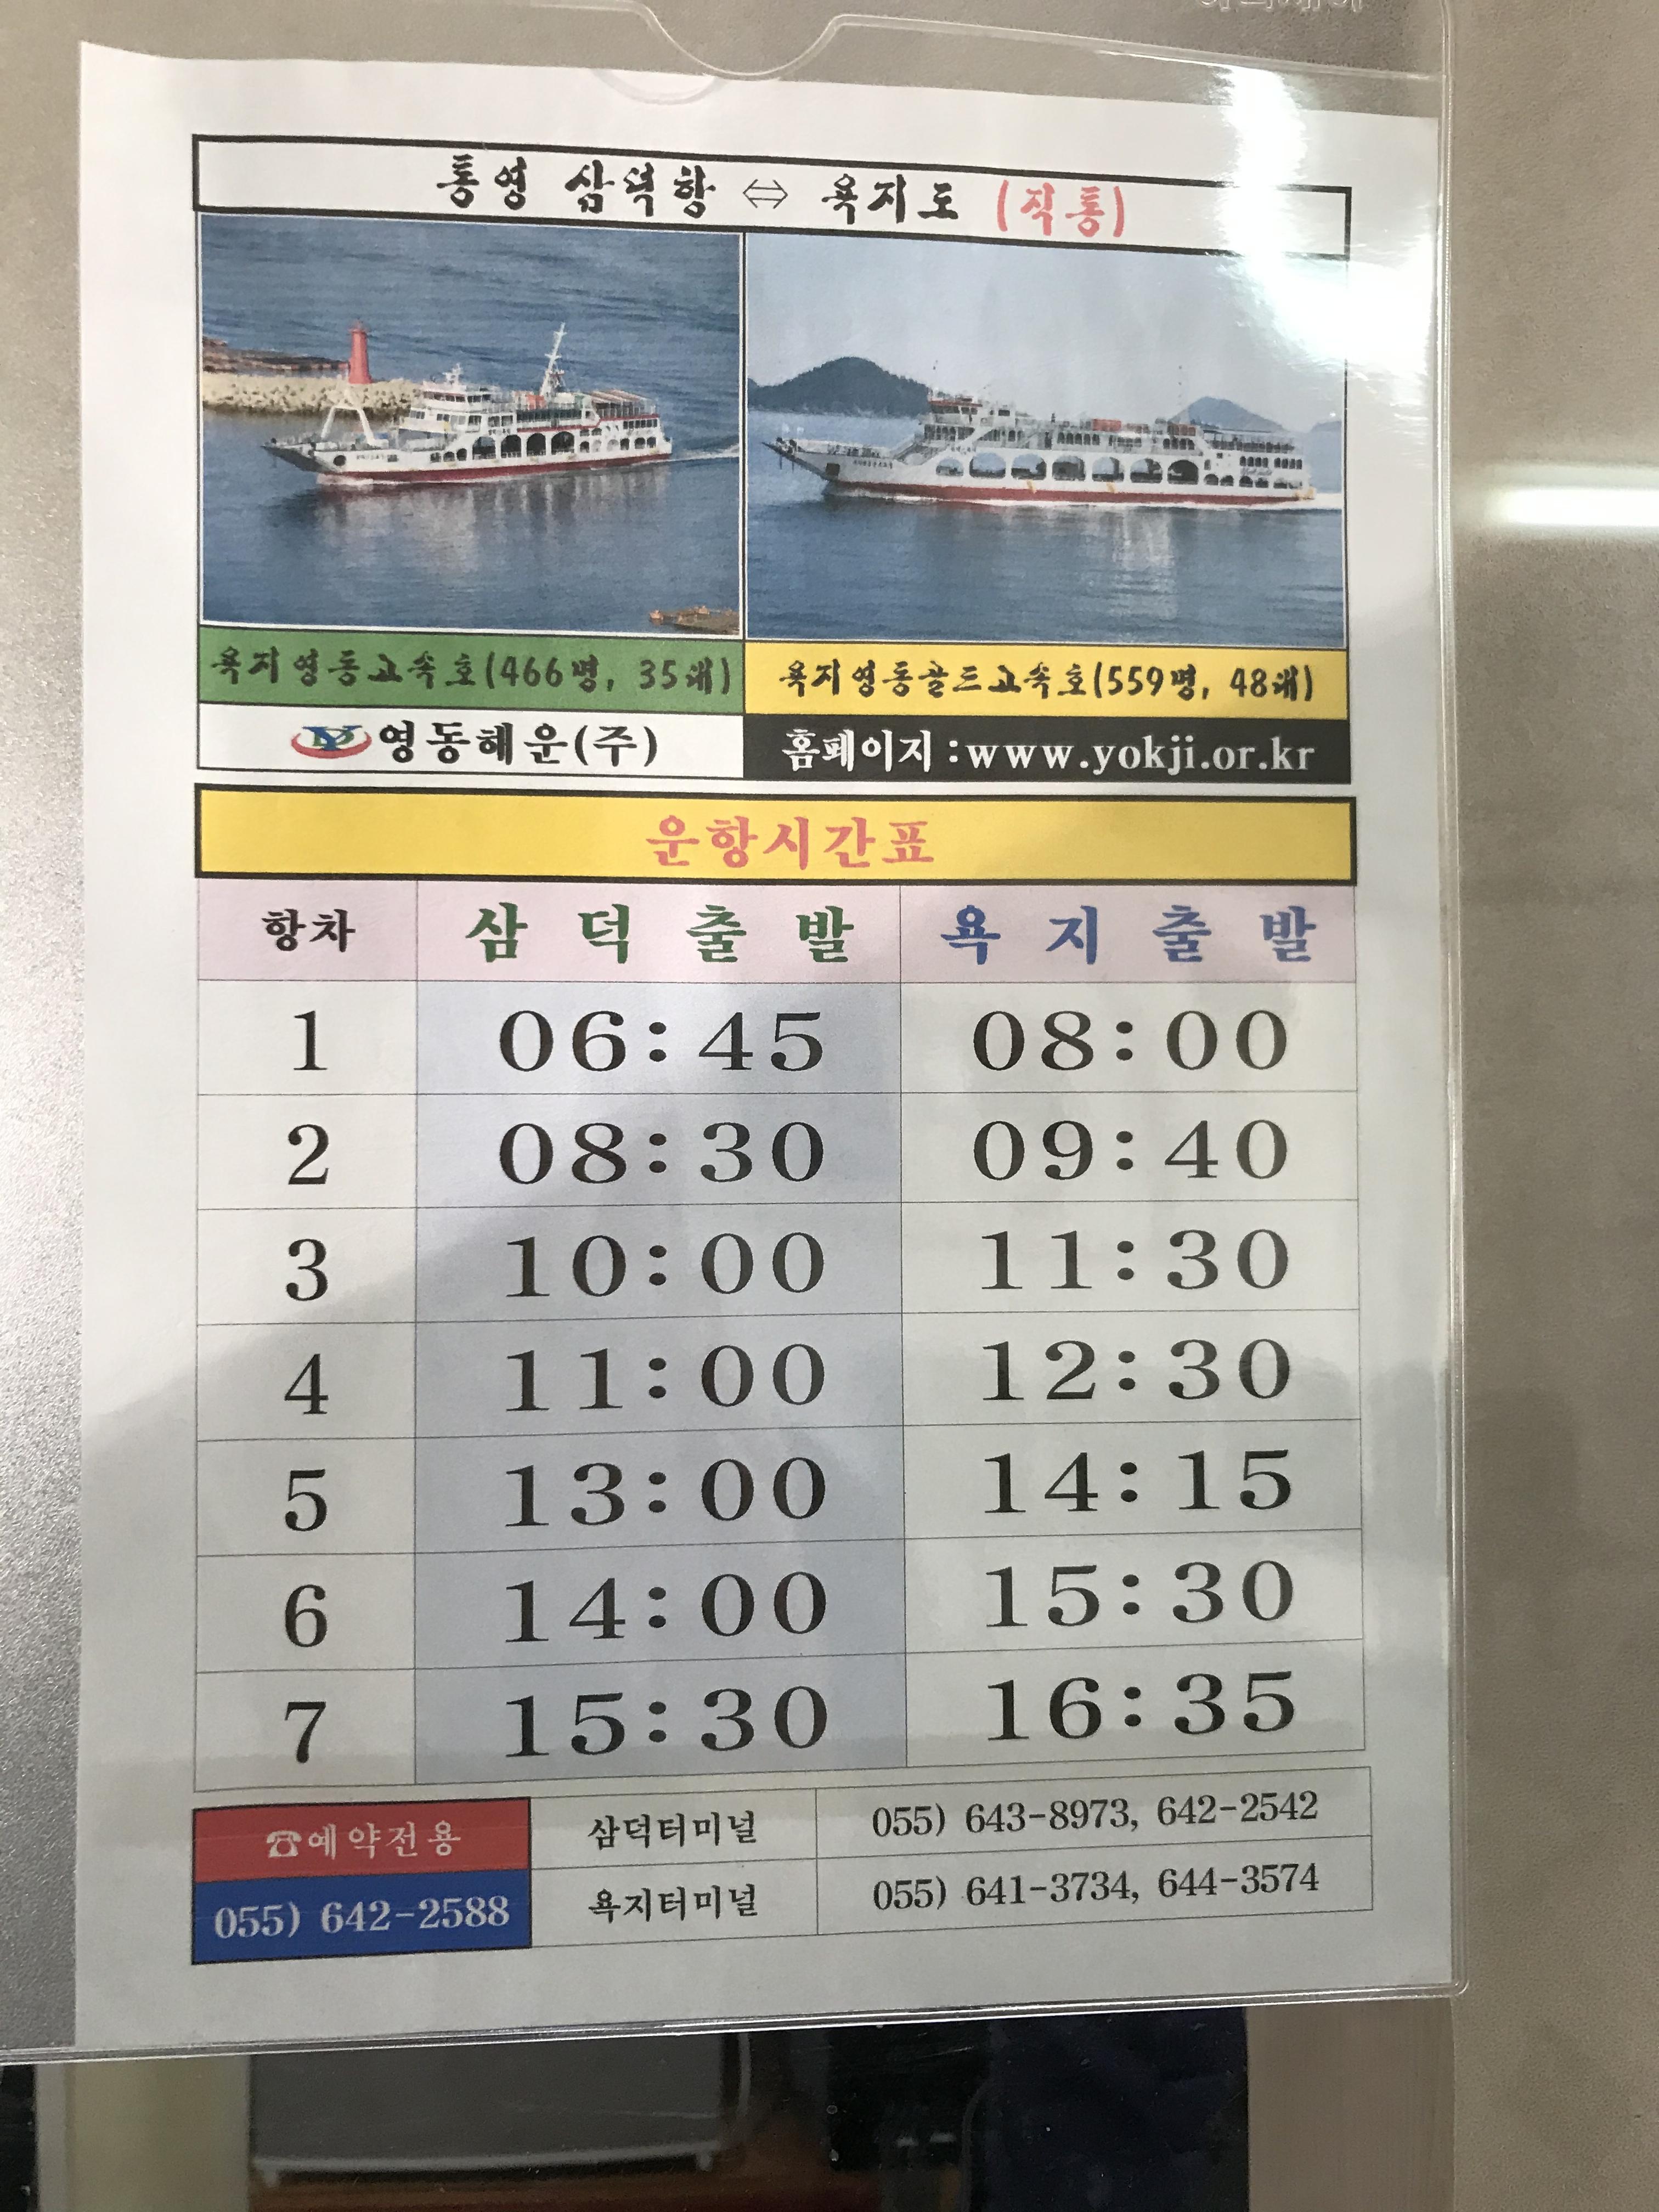 통영 삼덕항 ⇔ 욕지도 (직통)
욕지영동고속호(466명, 35대)
욕지영동골드고속호(559명, 48대)
영동해운(주)
홈페이지 :www.yokji.or.kr
운항시간표
항차 삼 덕 출 발 욕 지 출 발
1 06:45 08:00
2 08:30 09:40
3 10:00 11:30
4 11:00 12:30
5 13:00 14:15
6 14:00 15:30
7 15:30 16:35
☎예약전용
055) 642-2588
삼덕터미널 055) 643-8973, 642-2542
욕지터미널 055) 641-3734, 644-3574